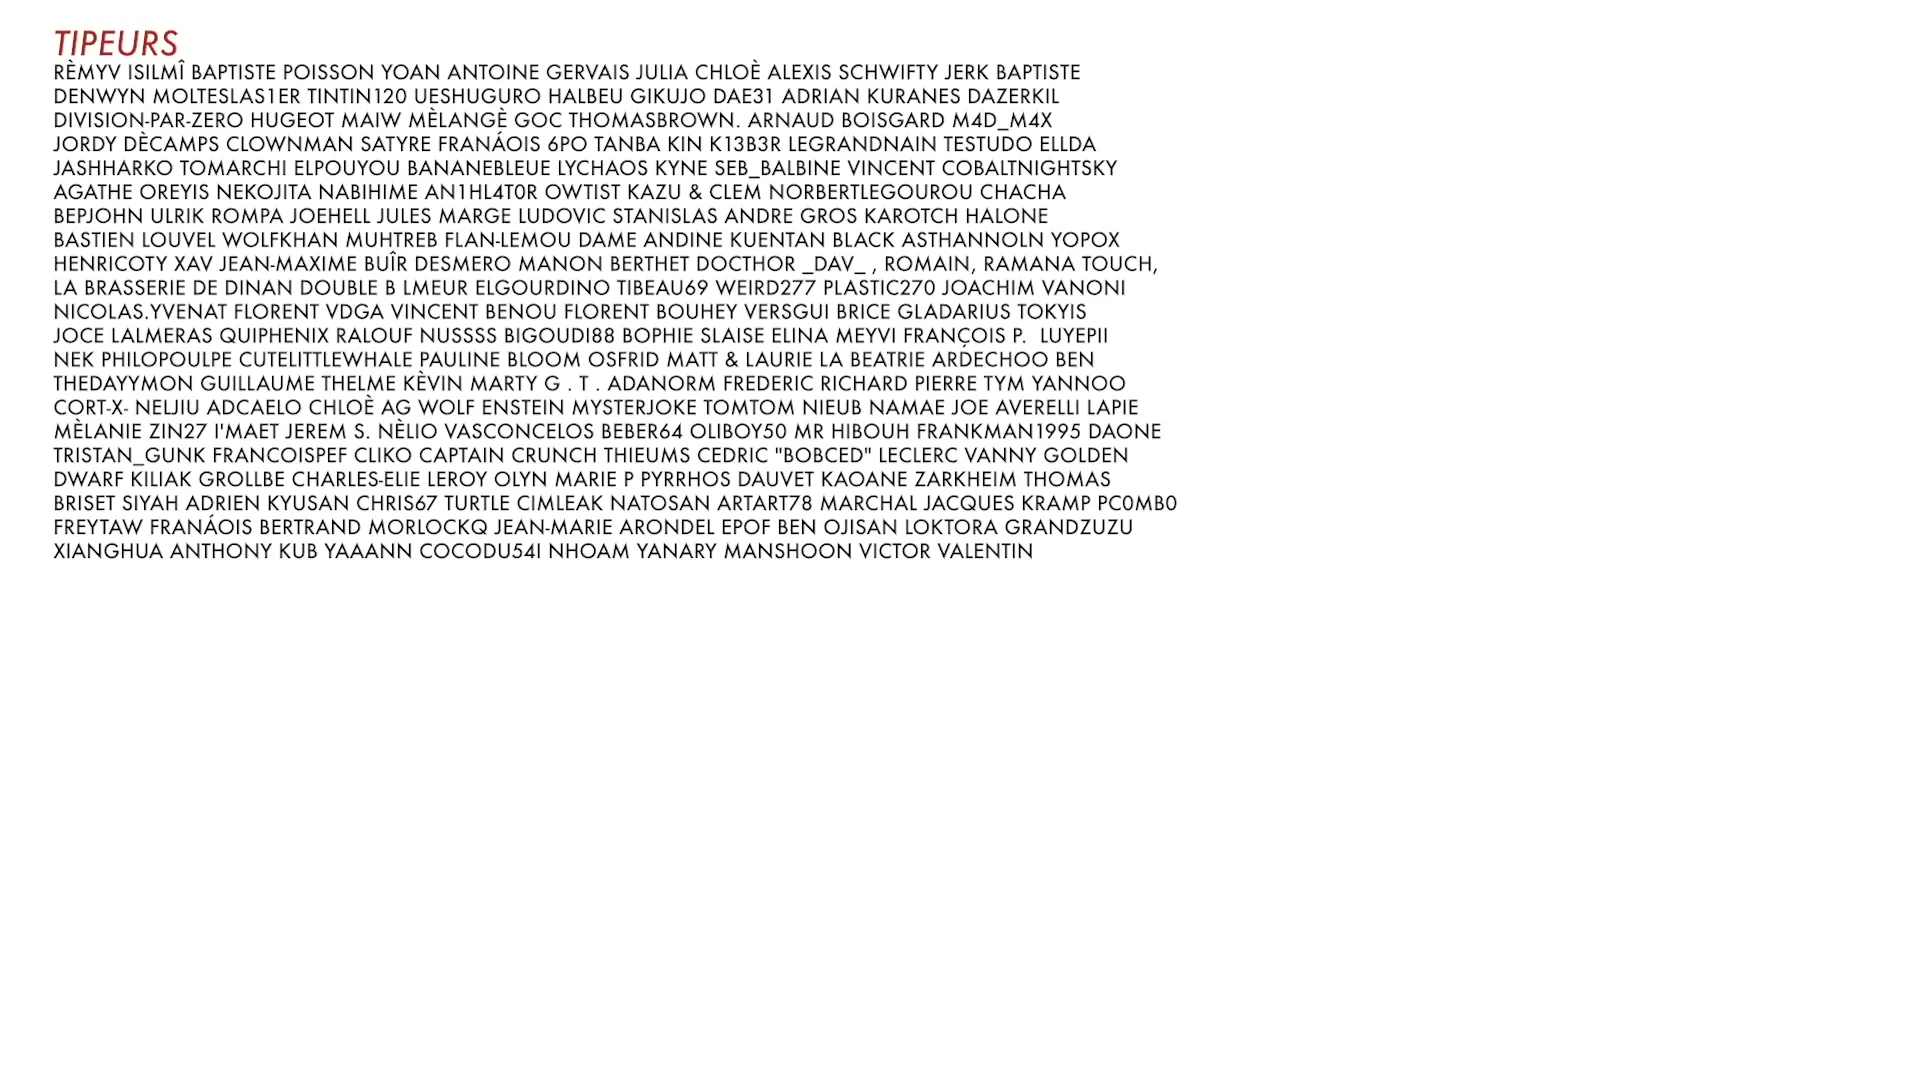 TIPEURS
RÈMYV ISILMÎ BAPTISTE POISSON YOAN ANTOINE GERVAIS JULIA CHLOÈ ALEXIS SCHWIFTY JERK BAPTISTE
DENWYN MOLTESLAS1ER TINTIN120 UESHUGURO HALBEU GIKUJO DAE31 ADRIAN KURANES DAZERKIL
DIVISION-PAR-ZERO HUGEOT MAIW MÈLANGÈ GOC THOMASBROWN. ARNAUD BOISGARD M4D_M4X
JORDY DÈCAMPS CLOWNMAN SATYRE FRANÁOIS 6PO TANBA KIN K13B3R LEGRANDNAIN TESTUDO ELLDA
JASHHARKO TOMARCHI ELPOUYOU BANANEBLEUE LYCHAOS KYNE SEB_BALBINE VINCENT COBALTNIGHTSKY
AGATHE OREYIS NEKOJITA NABIHIME AN1HL4T0R OWTIST KAZU & CLEM NORBERTLEGOUROU CHACHA
BEPJOHN ULRIK ROMPA JOEHELL JULES MARGE LUDOVIC STANISLAS ANDRE GROS KAROTCH HALONE
BASTIEN LOUVEL WOLFKHAN MUHTREB FLAN-LEMOU DAME ANDINE KUENTAN BLACK ASTHANNOLN YOPOX
HENRICOTY XAV JEAN-MAXIME BUÎR DESMERO MANON BERTHET DOCTHOR _DAV_ , ROMAIN, RAMANA TOUCH,
LA BRASSERIE DE DINAN DOUBLE B LMEUR ELGOURDINO TIBEAU69 WEIRD277 PLASTIC270 JOACHIM VANONI
NICOLAS.YVENAT FLORENT VDGA VINCENT BENOU FLORENT BOUHEY VERSGUI BRICE GLADARIUS TOKYIS
JOCE LALMERAS QUIPHENIX RALOUF NUSSSS BIGOUDI88 BOPHIE SLAISE ELINA MEYVI FRANÇOIS P.  LUYEPII
NEK PHILOPOULPE CUTELITTLEWHALE PAULINE BLOOM OSFRID MATT & LAURIE LA BEATRIE ARDECHOO BEN
THEDAYYMON GUILLAUME THELME KÈVIN MARTY G . T . ADANORM FREDERIC RICHARD PIERRE TYM YANNOO
CORT-X- NELJIU ADCAELO CHLOÈ AG WOLF ENSTEIN MYSTERJOKE TOMTOM NIEUB NAMAE JOE AVERELLI LAPIE
MÈLANIE ZIN27 I'MAET JEREM S. NÈLIO VASCONCELOS BEBER64 OLIBOY50 MR HIBOUH FRANKMAN1995 DAONE
TRISTAN_GUNK FRANCOISPEF CLIKO CAPTAIN CRUNCH THIEUMS CEDRIC "BOBCED" LECLERC VANNY GOLDEN
DWARF KILIAK GROLLBE CHARLES-ELIE LEROY OLYN MARIE P PYRRHOS DAUVET KAOANE ZARKHEIM THOMAS
BRISET SIYAH ADRIEN KYUSAN CHRIS67 TURTLE CIMLEAK NATOSAN ARTART78 MARCHAL JACQUES KRAMP PC0MB0
FREYTAW FRANÁOIS BERTRAND MORLOCKQ JEAN-MARIE ARONDEL EPOF BEN OJISAN LOKTORA GRANDZUZU
XIANGHUA ANTHONY KUB YAAANN COCODU54I NHOAM YANARY MANSHOON VICTOR VALENTIN